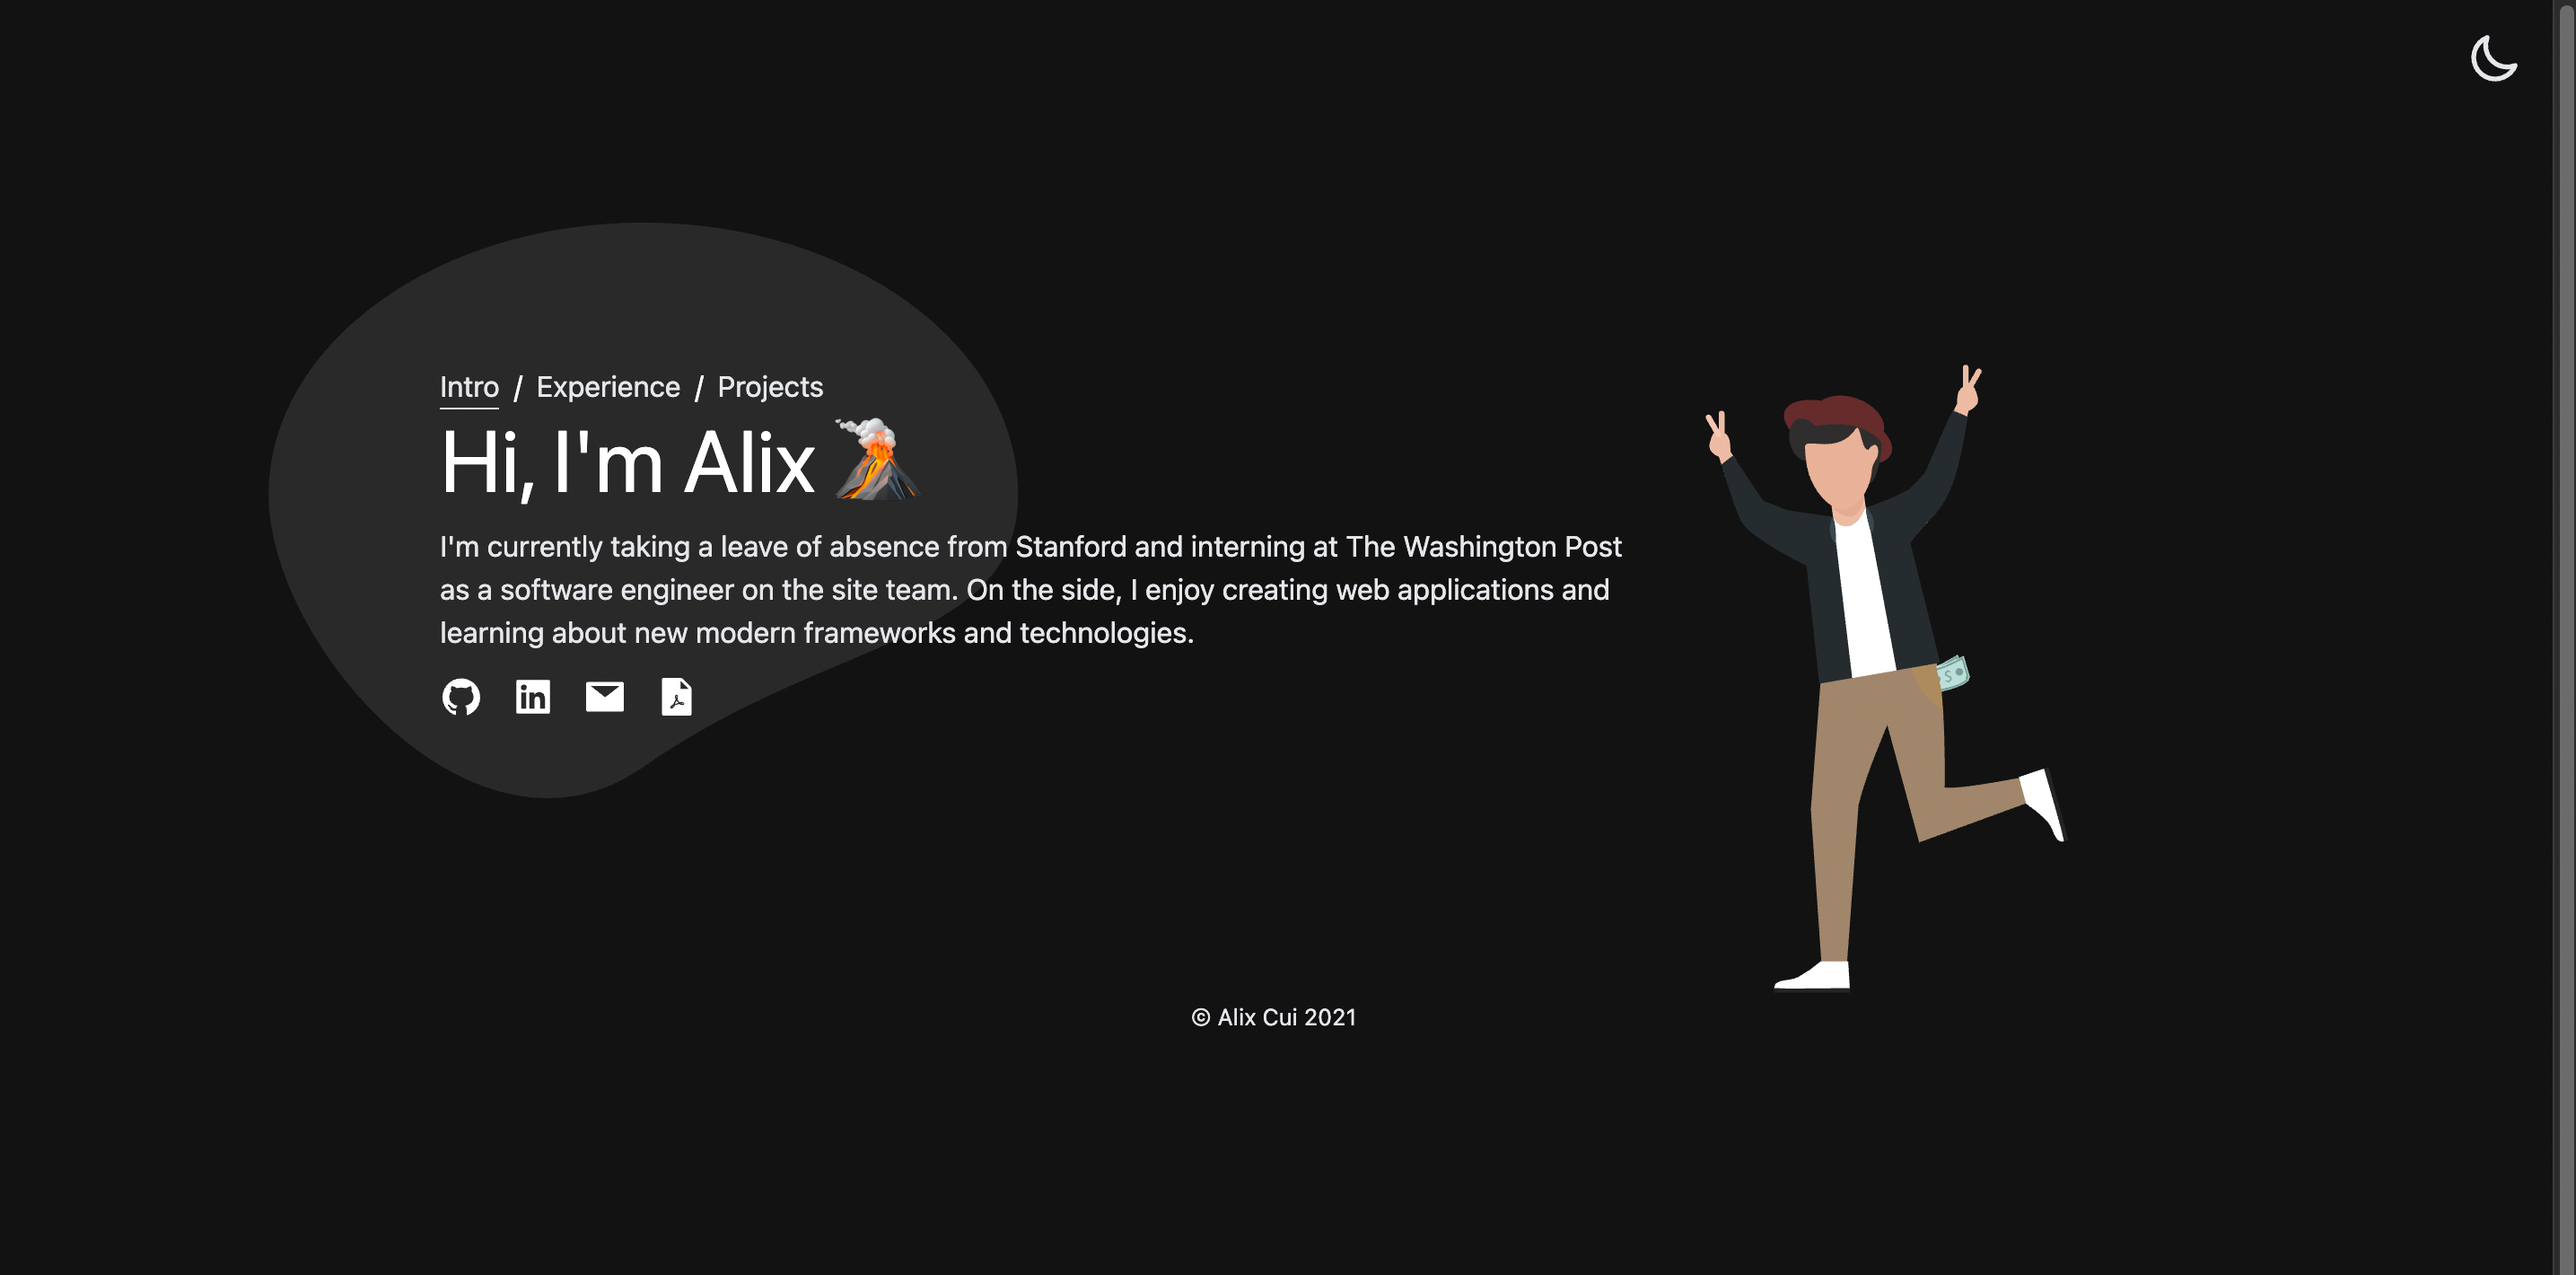 Intro / Experience / Projects
Hi, I'm Alix 🌋
I'm currently taking a leave of absence from Stanford and interning at The Washington Post
as a software engineer on the site team. On the side, I enjoy creating web applications and
learning about new modern frameworks and technologies.
in
$
© Alix Cui 2021